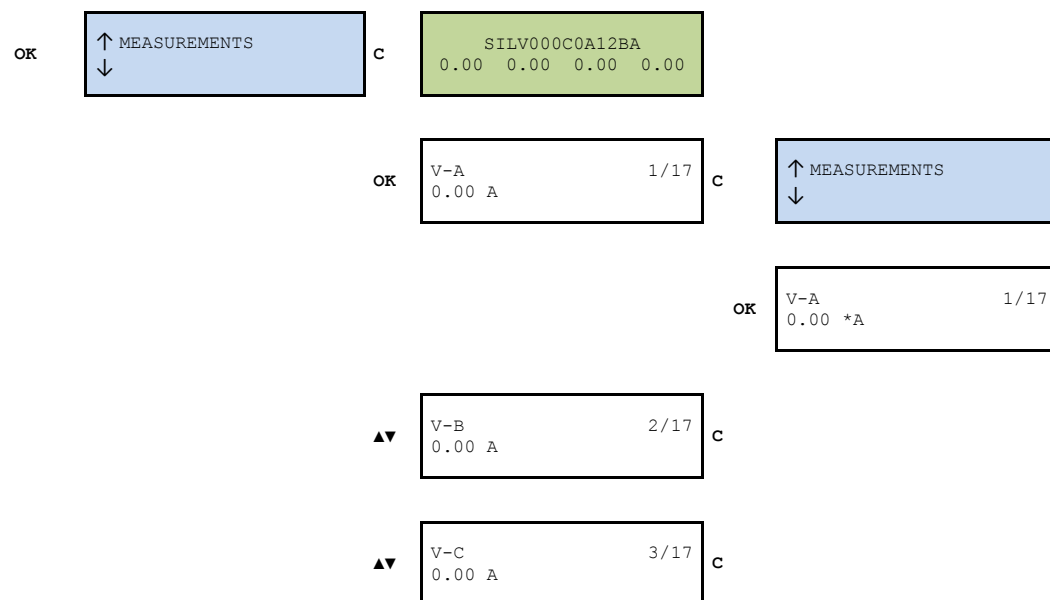 OK
↑ MEASUREMENTS
↓
C
SILV000C0A12BA
0.00 0.00 0.00 0.00
OK
V-A 1/17
0.00 A
C
↑ MEASUREMENTS
↓
OK
V-A 1/17
0.00 *A
▲▼
V-B 2/17
0.00 A
C
▲▼
V-C 3/17
0.00 A
C